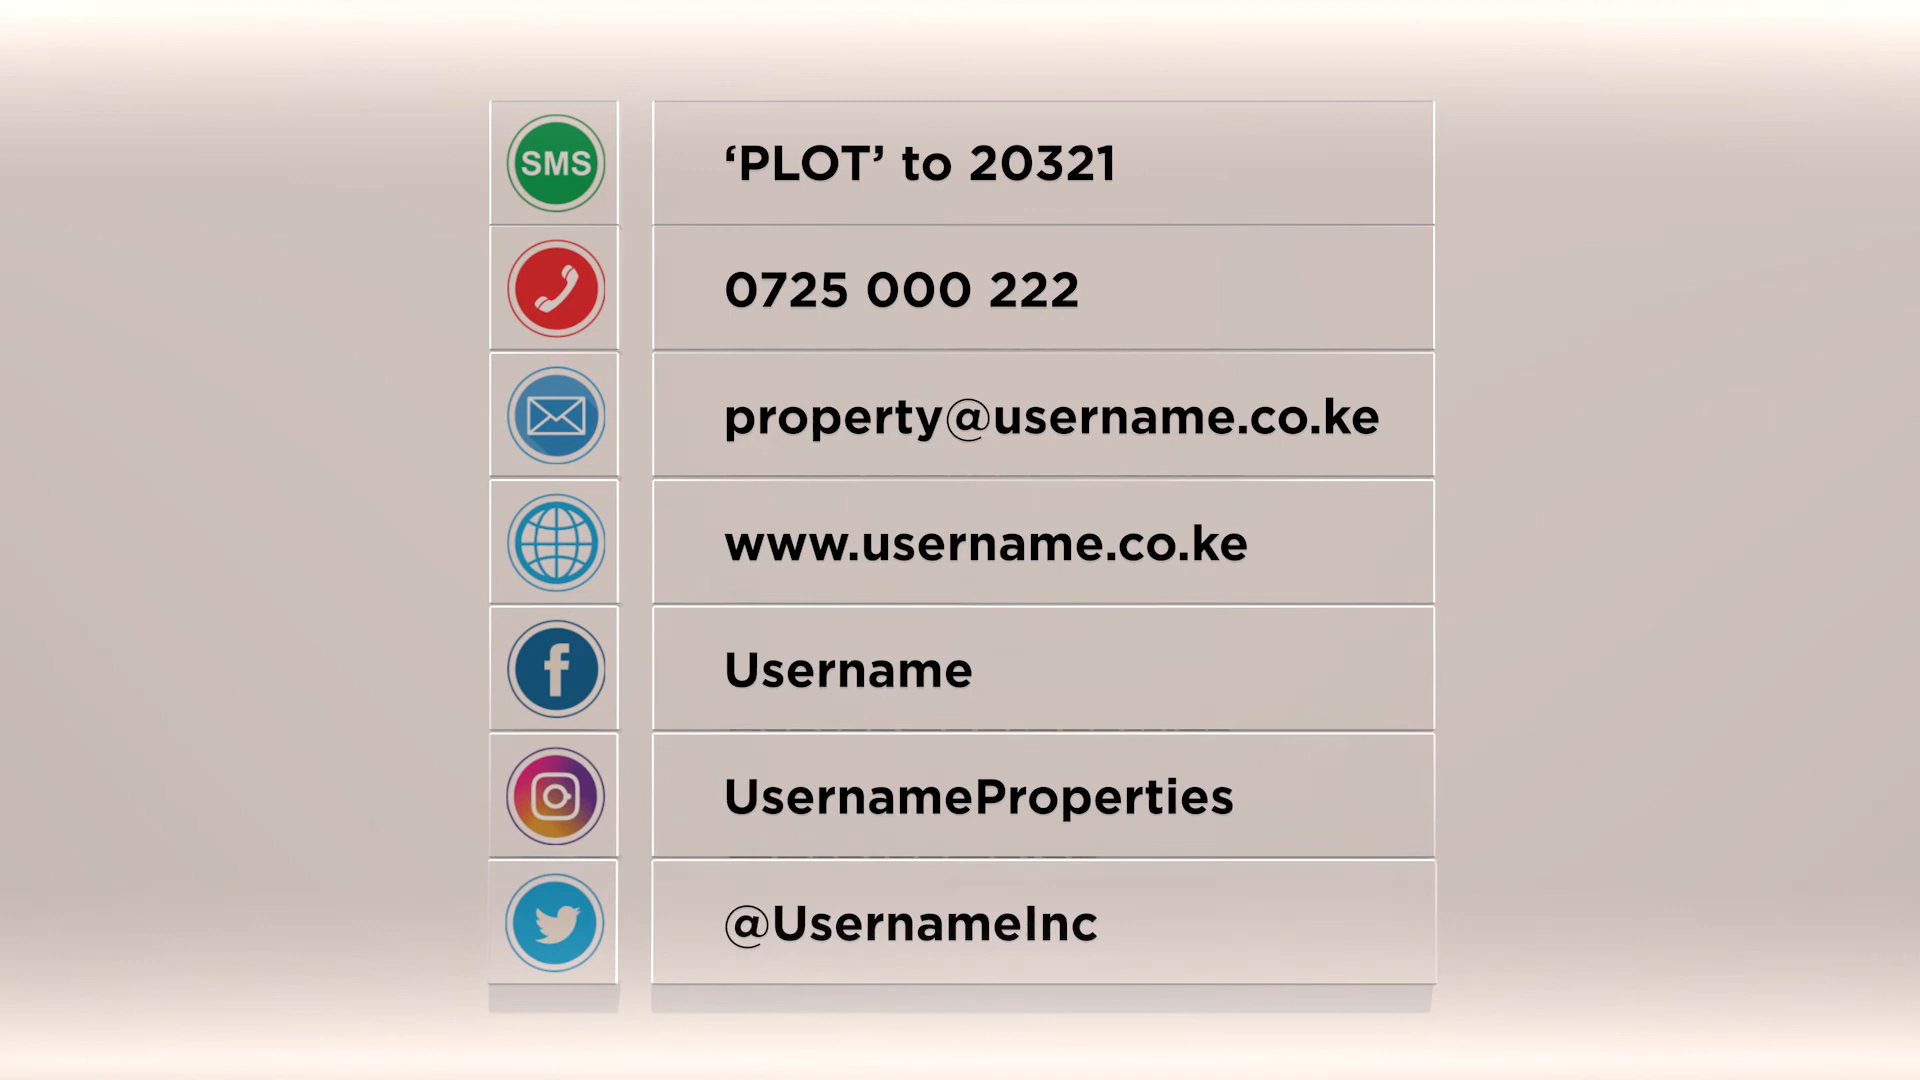 SMS
‘PLOT’ to 20321
0725 000 222
property@username.co.ke
www.username.co.ke
f
Username
UsernameProperties
@UsernameInc